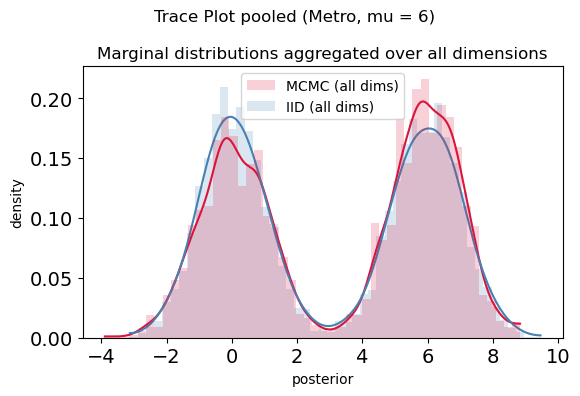 Trace Plot pooled (Metro, mu = 6)
Marginal distributions aggregated over all dimensions
MCMC (all dims)
IID (all dims)
0.20
0.15
0.10
0.05
0.00
density
−4 −2 0 2 4 6 8 10
posterior